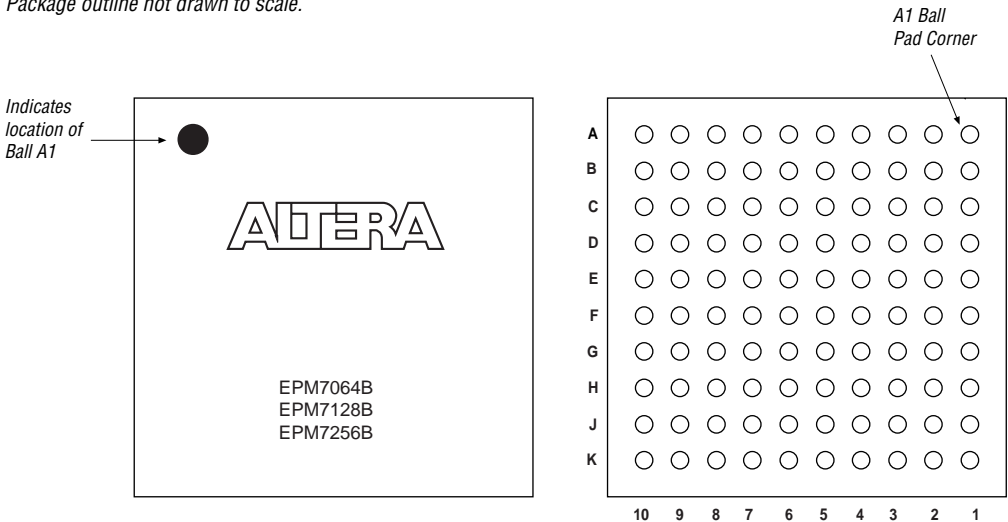 Package outline not drawn to scale.
A1 Ball
Pad Corner
Indicates
location of
Ball A1
ALTERA
EPM7064B
EPM7128B
EPM7256B
A
B
C
D
E
F
G
H
J
K
10 9 8 7 6 5 4 3 2 1